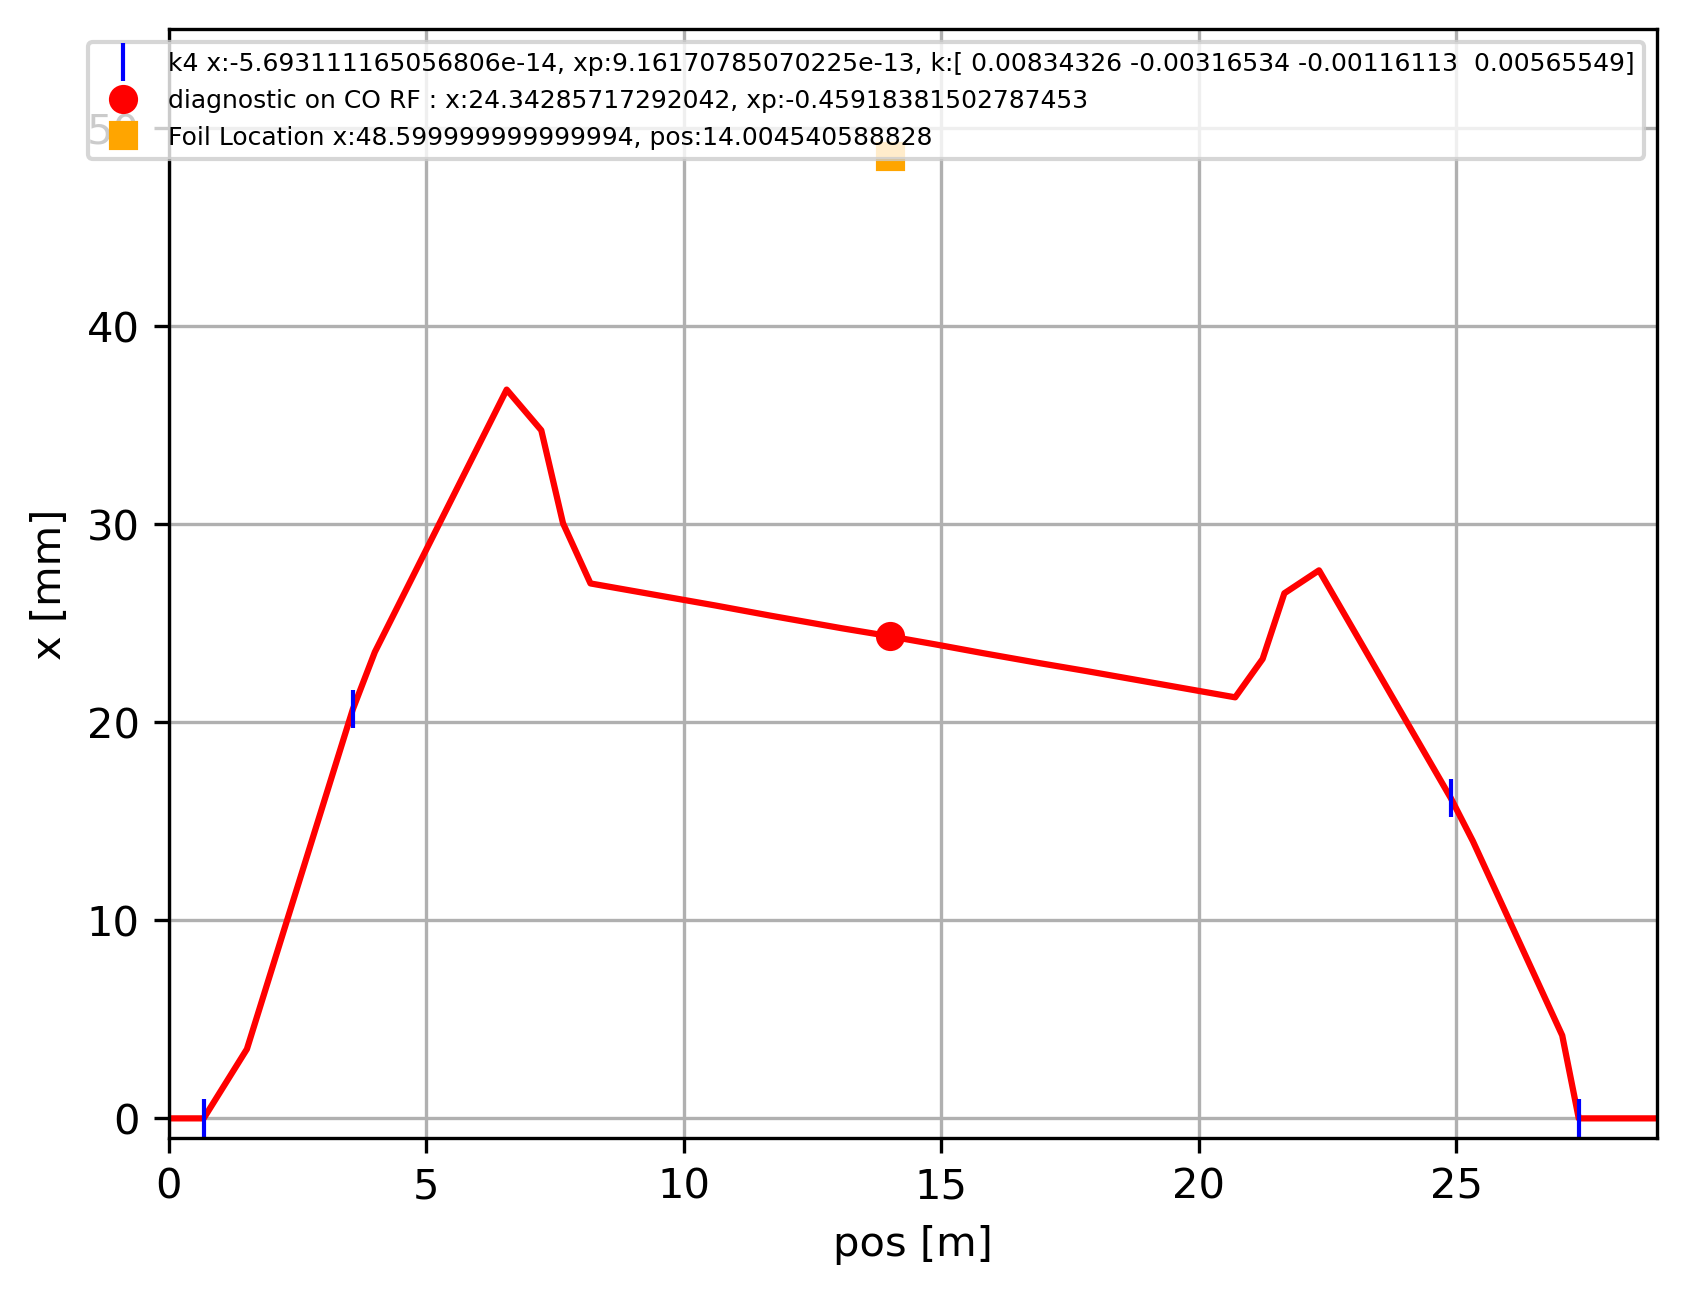 k4 x:-5.693111165056806e-14, xp:9.16170785070225e-13, k:[ 0.00834326 -0.00316534 -0.00116113  0.00565549]
diagnostic on CO RF : x:24.34285717292042, xp:-0.45918381502787453
Foil Location x:48.599999999999994, pos:14.004540588828
50
40
30
20
10
0
x [mm]
0 5 10 15 20 25
pos [m]